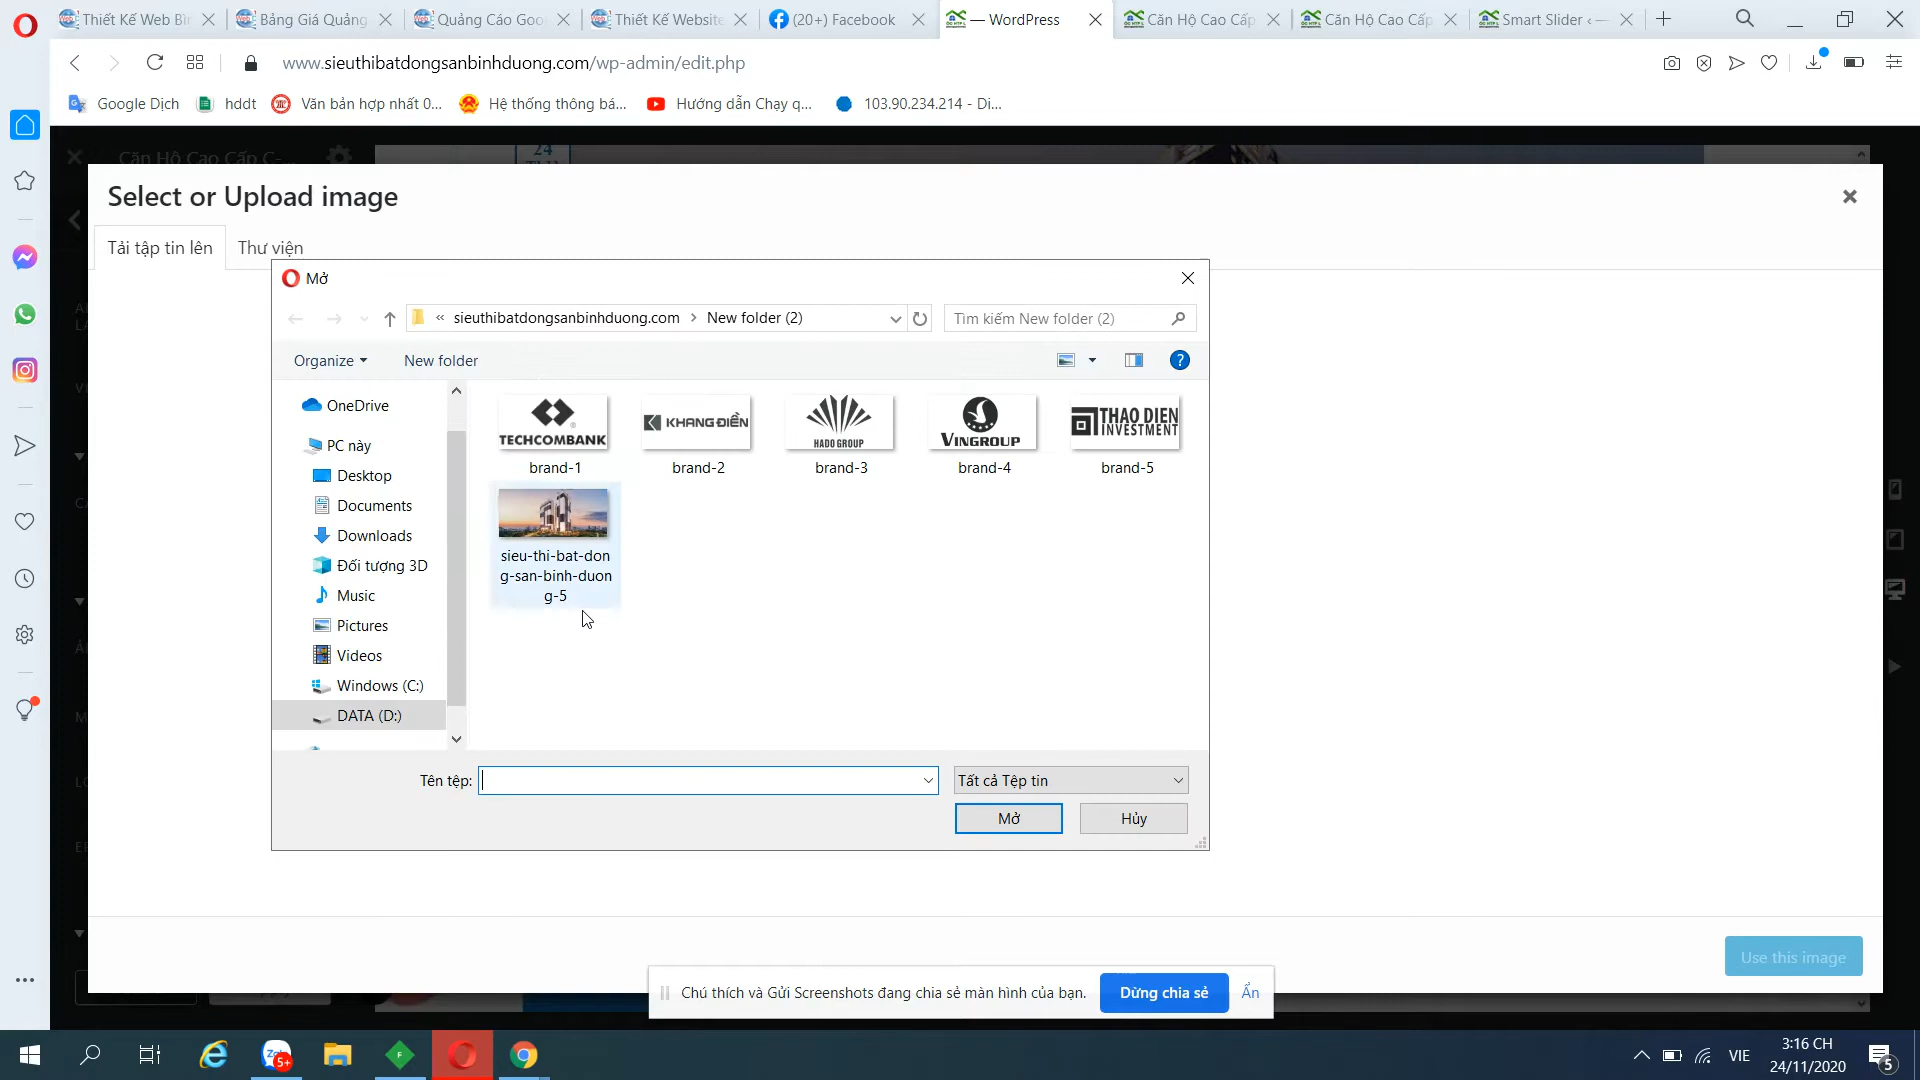 Thiết Kế Web Bì
Bảng Giá Quảng
Quảng Cáo Goo
Thiết Kế Website
(20+) Facebook
— WordPress
Căn Hộ Cao Cấp
Căn Hộ Cao Cấp
Smart Slider ‹ —
www.sieuthibatdongsanbinhduong.com/wp-admin/edit.php
Google Dịch
hddt
Văn bản hợp nhất 0...
Hệ thống thông bá...
Hướng dẫn Chạy q...
103.90.234.214 - Di...
Căn Hộ Cao Cấp C-
24
Select or Upload image
Tải tập tin lên
Thư viện
Mở
« sieuthibatdongsanbinhduong.com > New folder (2)
Tìm kiếm New folder (2)
Organize
New folder
OneDrive
PC này
Desktop
Documents
Downloads
Đối tượng 3D
Music
Pictures
Videos
Windows (C:)
DATA (D:)
TECHCOMBANK
KHANG ĐIỀN
HADO GROUP
VINGROUP
THAO DIEN
INVESTMENT
brand-1
brand-2
brand-3
brand-4
brand-5
sieu-thi-bat-don
g-san-binh-duon
g-5
Tên tệp:
Tất cả Tệp tin
Mở
Hủy
Use this image
Chú thích và Gửi Screenshots đang chia sẻ màn hình của bạn.
Dừng chia sẻ
Ẩn
5+
VIE
3:16 CH
24/11/2020
5